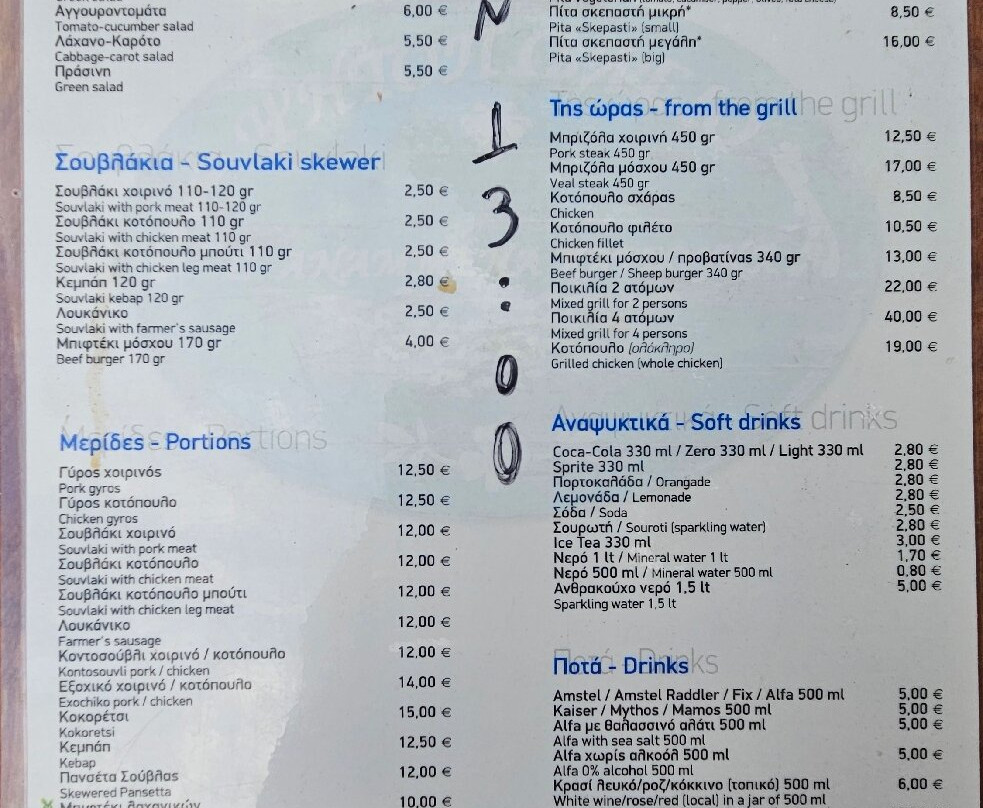 Αγγουροντομάτα 6,00 €
Tomato-cucumber salad
Λάχανο-Καρότο 5,50 €
Cabbage-carot salad
Πράσινη 5,50 €
Green salad
Σουβλάκια - Souvlaki skewer
Σουβλάκι χοιρινό 110-120 gr 2,50 €
Souvlaki with pork meat 110-120 gr
Σουβλάκι κοτόπουλο 110 gr 2,50 €
Souvlaki with chicken meat 110 gr
Σουβλάκι κοτόπουλο μπούτι 110 gr 2,50 €
Souvlaki with chicken leg meat 110 gr
Κεμπάπ 120 gr 2,80 €
Souvlaki kebap 120 gr
Λουκάνικο 2,50 €
Souvlaki with farmer's sausage
Μπιφτέκι μόσχου 170 gr 4,00 €
Beef burger 170 gr
Μερίδες - Portions
Γύρος χοιρινός 12,50 €
Pork gyros
Γύρος κοτόπουλο 12,50 €
Chicken gyros
Σουβλάκι χοιρινό 12,00 €
Souvlaki with pork meat
Σουβλάκι κοτόπουλο 12,00 €
Souvlaki with chicken meat
Σουβλάκι κοτόπουλο μπούτι 12,00 €
Souvlaki with chicken leg meat
Λουκάνικο 12,00 €
Farmer's sausage
Κοντοσούβλι χοιρινό / κοτόπουλο 12,00 €
Kontosouvli pork / chicken
Εξοχικό χοιρινό / κοτόπουλο 14,00 €
Exochiko pork / chicken
Κοκορέτσι 15,00 €
Kokoretsi
Κεμπάπ 12,50 €
Kebap
Πανσέτα Σούβλας 12,00 €
Skewered Pansetta
10,00 €
N
1
3
:
0
0
Πίτα σκεπαστή μικρή* 8,50 €
Pita «Skepasti» (small)
Πίτα σκεπαστή μεγάλη* 16,00 €
Pita «Skepasti» (big)
Της ώρας - from the grill
Μπριζόλα χοιρινή 450 gr 12,50 €
Pork steak 450 gr
Μπριζόλα μόσχου 450 gr 17,00 €
Veal steak 450 gr
Κοτόπουλο σχάρας 8,50 €
Chicken
Κοτόπουλο φιλέτο 10,50 €
Chicken fillet
Μπιφτέκι μόσχου / προβατίνας 340 gr 13,00 €
Beef burger / Sheep burger 340 gr
Ποικιλία 2 ατόμων 22,00 €
Mixed grill for 2 persons
Ποικιλία 4 ατόμων 40,00 €
Mixed grill for 4 persons
Κοτόπουλο (ολόκληρο) 19,00 €
Grilled chicken (whole chicken)
Αναψυκτικά - Soft drinks
Coca-Cola 330 ml / Zero 330 ml / Light 330 ml 2,80 €
Sprite 330 ml 2,80 €
Πορτοκαλάδα / Orangade 2,80 €
Λεμονάδα / Lemonade 2,80 €
Σόδα / Soda 2,50 €
Σουρωτή / Souroti (sparkling water) 2,80 €
Ice Tea 330 ml 3,00 €
Νερό 1 lt / Mineral water 1 lt 1,70 €
Νερό 500 ml / Mineral water 500 ml 0,80 €
Ανθρακούχο νερό 1,5 lt 5,00 €
Sparkling water 1,5 lt
Ποτά - Drinks
Amstel / Amstel Raddler / Fix / Alfa 500 ml 5,00 €
Kaiser / Mythos / Mamos 500 ml 5,00 €
Alfa με θαλασσινό αλάτι 500 ml 5,00 €
Alfa with sea salt 500 ml
Alfa χωρίς αλκοόλ 500 ml 5,00 €
Alfa 0% alcohol 500 ml
Κρασί λευκό/ροζ/κόκκινο (τοπικό) 500 ml 6,00 €
White wine/rose/red (local) in a jar of 500 ml